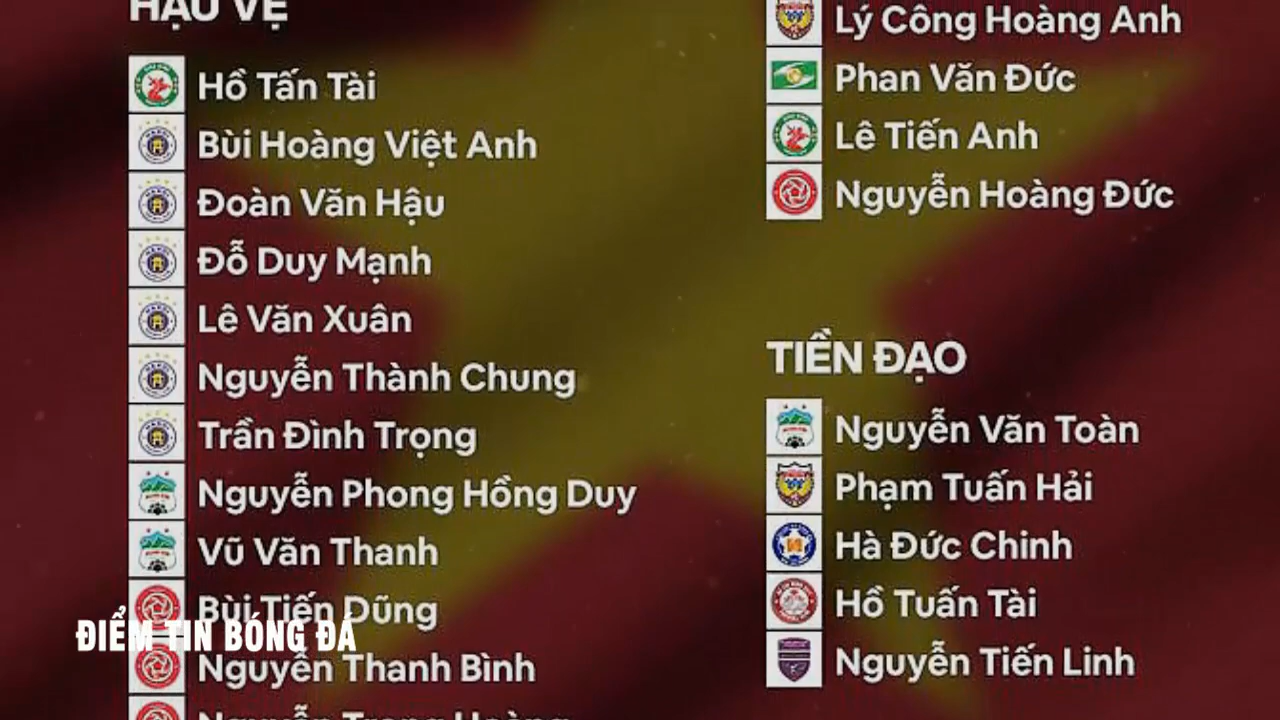 HẬU VỆ
Hồ Tấn Tài
Bùi Hoàng Việt Anh
Đoàn Văn Hậu
Đỗ Duy Mạnh
Lê Văn Xuân
Nguyễn Thành Chung
Trần Đình Trọng
Nguyễn Phong Hồng Duy
Vũ Văn Thanh
Bùi Tiến Dũng
ĐIỂM TIN BÓNG ĐÁ
Nguyễn Thanh Bình
Nguyễn Trọng Hoàng
Lý Công Hoàng Anh
Phan Văn Đức
Lê Tiến Anh
Nguyễn Hoàng Đức
TIỀN ĐẠO
Nguyễn Văn Toàn
Phạm Tuấn Hải
Hà Đức Chinh
Hồ Tuấn Tài
Nguyễn Tiến Linh